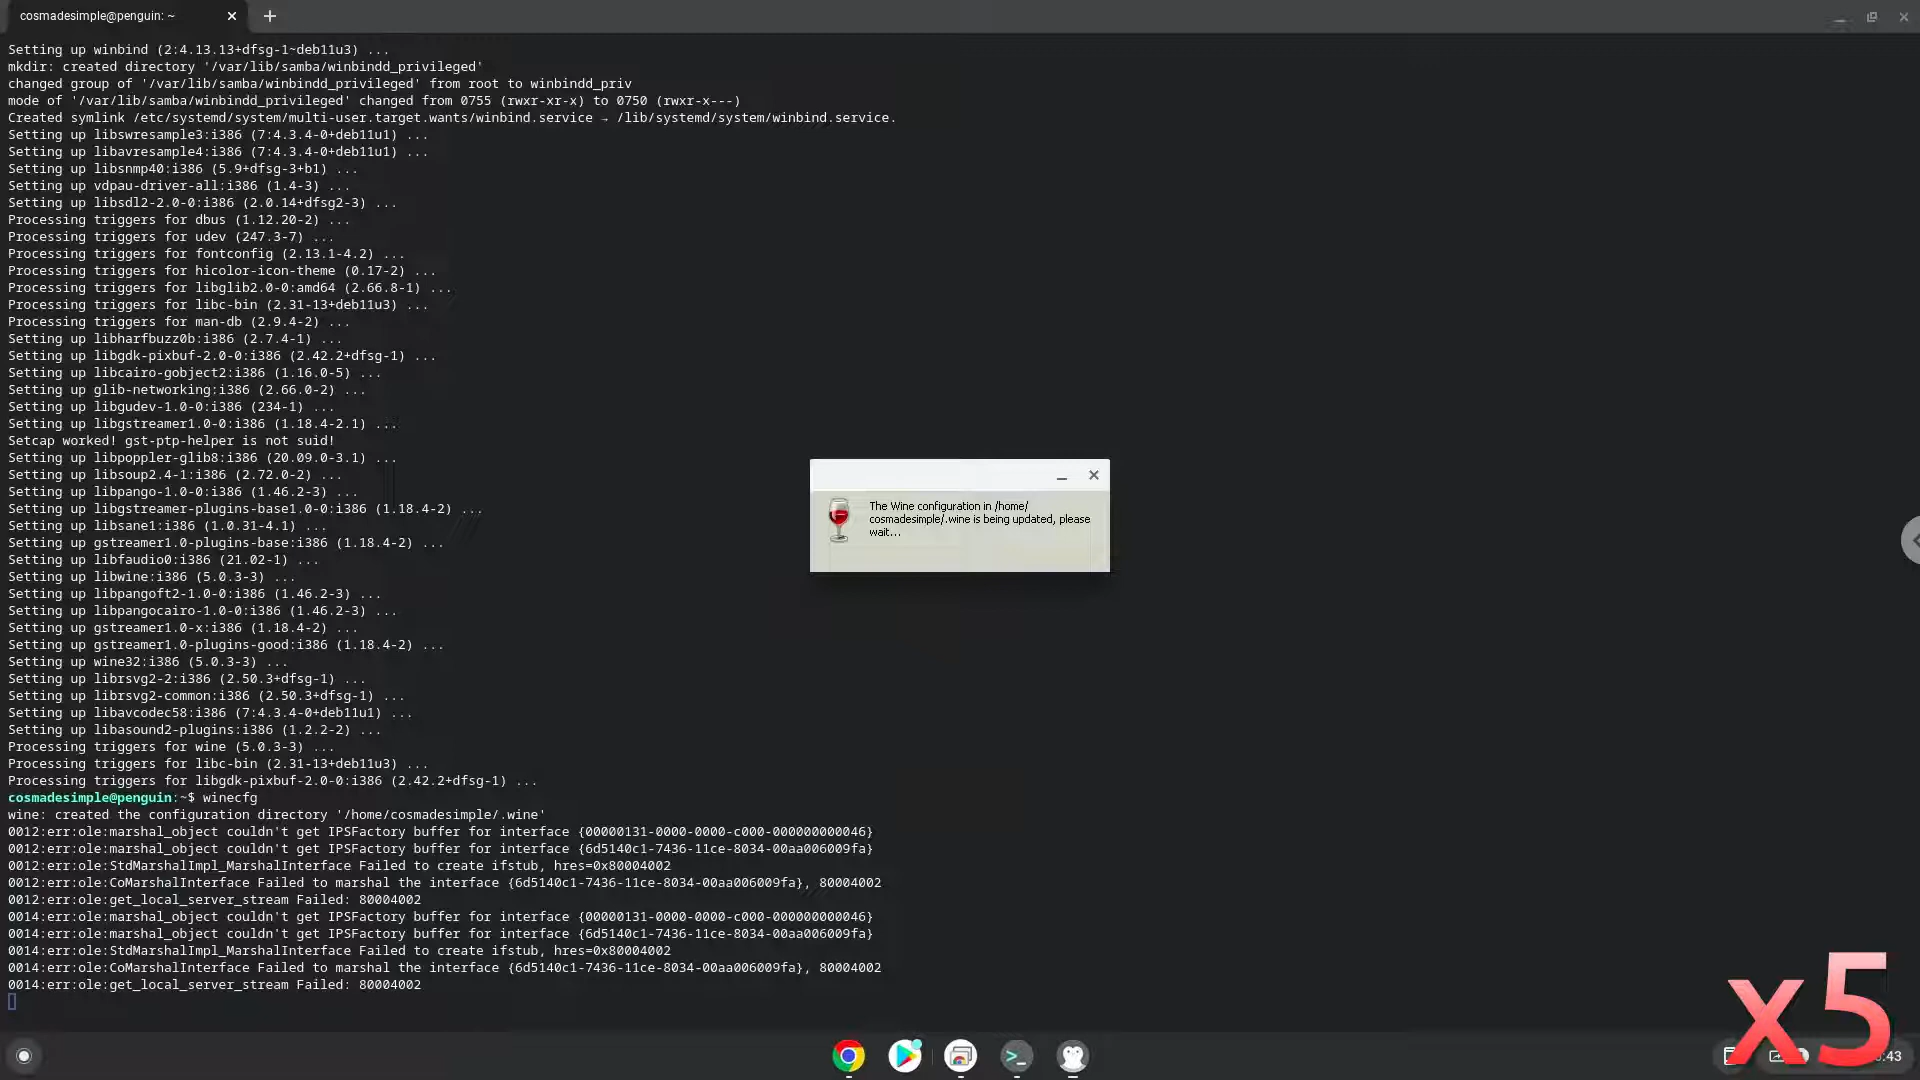 cosmadesimple@penguin: ~
Setting up winbind (2:4.13.13+dfsg-1~deb11u3) ...
mkdir: created directory '/var/lib/samba/winbindd_privileged'
changed group of '/var/lib/samba/winbindd_privileged' from root to winbindd_priv
mode of '/var/lib/samba/winbindd_privileged' changed from 0755 (rwxr-xr-x) to 0750 (rwxr-x---)
Created symlink /etc/systemd/system/multi-user.target.wants/winbind.service → /lib/systemd/system/winbind.service.
Setting up libswresample3:i386 (7:4.3.4-0+deb11u1) ...
Setting up libavresample4:i386 (7:4.3.4-0+deb11u1) ...
Setting up libsnmp40:i386 (5.9+dfsg-3+b1) ...
Setting up vdpau-driver-all:i386 (1.4-3) ...
Setting up libsdl2-2.0-0:i386 (2.0.14+dfsg2-3) ...
Processing triggers for dbus (1.12.20-2) ...
Processing triggers for udev (247.3-7) ...
Processing triggers for fontconfig (2.13.1-4.2) ...
Processing triggers for hicolor-icon-theme (0.17-2) ...
Processing triggers for libglib2.0-0:amd64 (2.66.8-1) ...
Processing triggers for libc-bin (2.31-13+deb11u3) ...
Processing triggers for man-db (2.9.4-2) ...
Setting up libharfbuzz0b:i386 (2.7.4-1) ...
Setting up libgdk-pixbuf-2.0-0:i386 (2.42.2+dfsg-1) ...
Setting up libcairo-gobject2:i386 (1.16.0-5) ...
Setting up glib-networking:i386 (2.66.0-2) ...
Setting up libgudev-1.0-0:i386 (234-1) ...
Setting up libgstreamer1.0-0:i386 (1.18.4-2.1) ...
Setcap worked! gst-ptp-helper is not suid!
Setting up libpoppler-glib8:i386 (20.09.0-3.1) ...
Setting up libsoup2.4-1:i386 (2.72.0-2) ...
Setting up libpango-1.0-0:i386 (1.46.2-3) ...
Setting up libgstreamer-plugins-base1.0-0:i386 (1.18.4-2) ...
Setting up libsane1:i386 (1.0.31-4.1) ...
Setting up gstreamer1.0-plugins-base:i386 (1.18.4-2) ...
Setting up libfaudio0:i386 (21.02-1) ...
Setting up libwine:i386 (5.0.3-3) ...
Setting up libpangoft2-1.0-0:i386 (1.46.2-3) ...
Setting up libpangocairo-1.0-0:i386 (1.46.2-3) ...
Setting up gstreamer1.0-x:i386 (1.18.4-2) ...
Setting up gstreamer1.0-plugins-good:i386 (1.18.4-2) ...
Setting up wine32:i386 (5.0.3-3) ...
Setting up librsvg2-2:i386 (2.50.3+dfsg-1) ...
Setting up librsvg2-common:i386 (2.50.3+dfsg-1) ...
Setting up libavcodec58:i386 (7:4.3.4-0+deb11u1) ...
Setting up libasound2-plugins:i386 (1.2.2-2) ...
Processing triggers for wine (5.0.3-3) ...
Processing triggers for libc-bin (2.31-13+deb11u3) ...
Processing triggers for libgdk-pixbuf-2.0-0:i386 (2.42.2+dfsg-1) ...
cosmadesimple@penguin:~$ winecfg
wine: created the configuration directory '/home/cosmadesimple/.wine'
0012:err:ole:marshal_object couldn't get IPSFactory buffer for interface {00000131-0000-0000-c000-000000000046}
0012:err:ole:marshal_object couldn't get IPSFactory buffer for interface {6d5140c1-7436-11ce-8034-00aa006009fa}
0012:err:ole:StdMarshalImpl_MarshalInterface Failed to create ifstub, hres=0x80004002
0012:err:ole:CoMarshalInterface Failed to marshal the interface {6d5140c1-7436-11ce-8034-00aa006009fa}, 80004002
0012:err:ole:get_local_server_stream Failed: 80004002
0014:err:ole:marshal_object couldn't get IPSFactory buffer for interface {00000131-0000-0000-c000-000000000046}
0014:err:ole:marshal_object couldn't get IPSFactory buffer for interface {6d5140c1-7436-11ce-8034-00aa006009fa}
0014:err:ole:StdMarshalImpl_MarshalInterface Failed to create ifstub, hres=0x80004002
0014:err:ole:CoMarshalInterface Failed to marshal the interface {6d5140c1-7436-11ce-8034-00aa006009fa}, 80004002
0014:err:ole:get_local_server_stream Failed: 80004002
The Wine configuration in /home/
cosmadesimple/.wine is being updated, please
wait...
x5